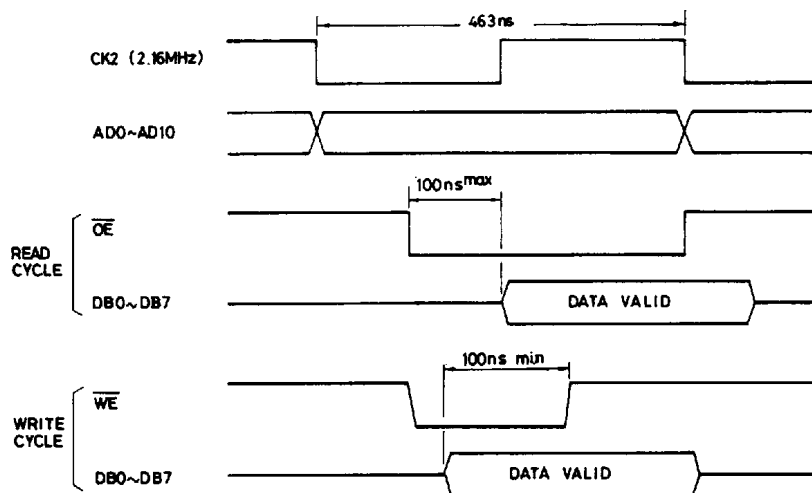 463ns
CK2 (2.16MHz)
AD0~AD10
100ns max
READ CYCLE
OE
DB0~DB7
DATA VALID
100ns min
WRITE CYCLE
WE
DB0~DB7
DATA VALID